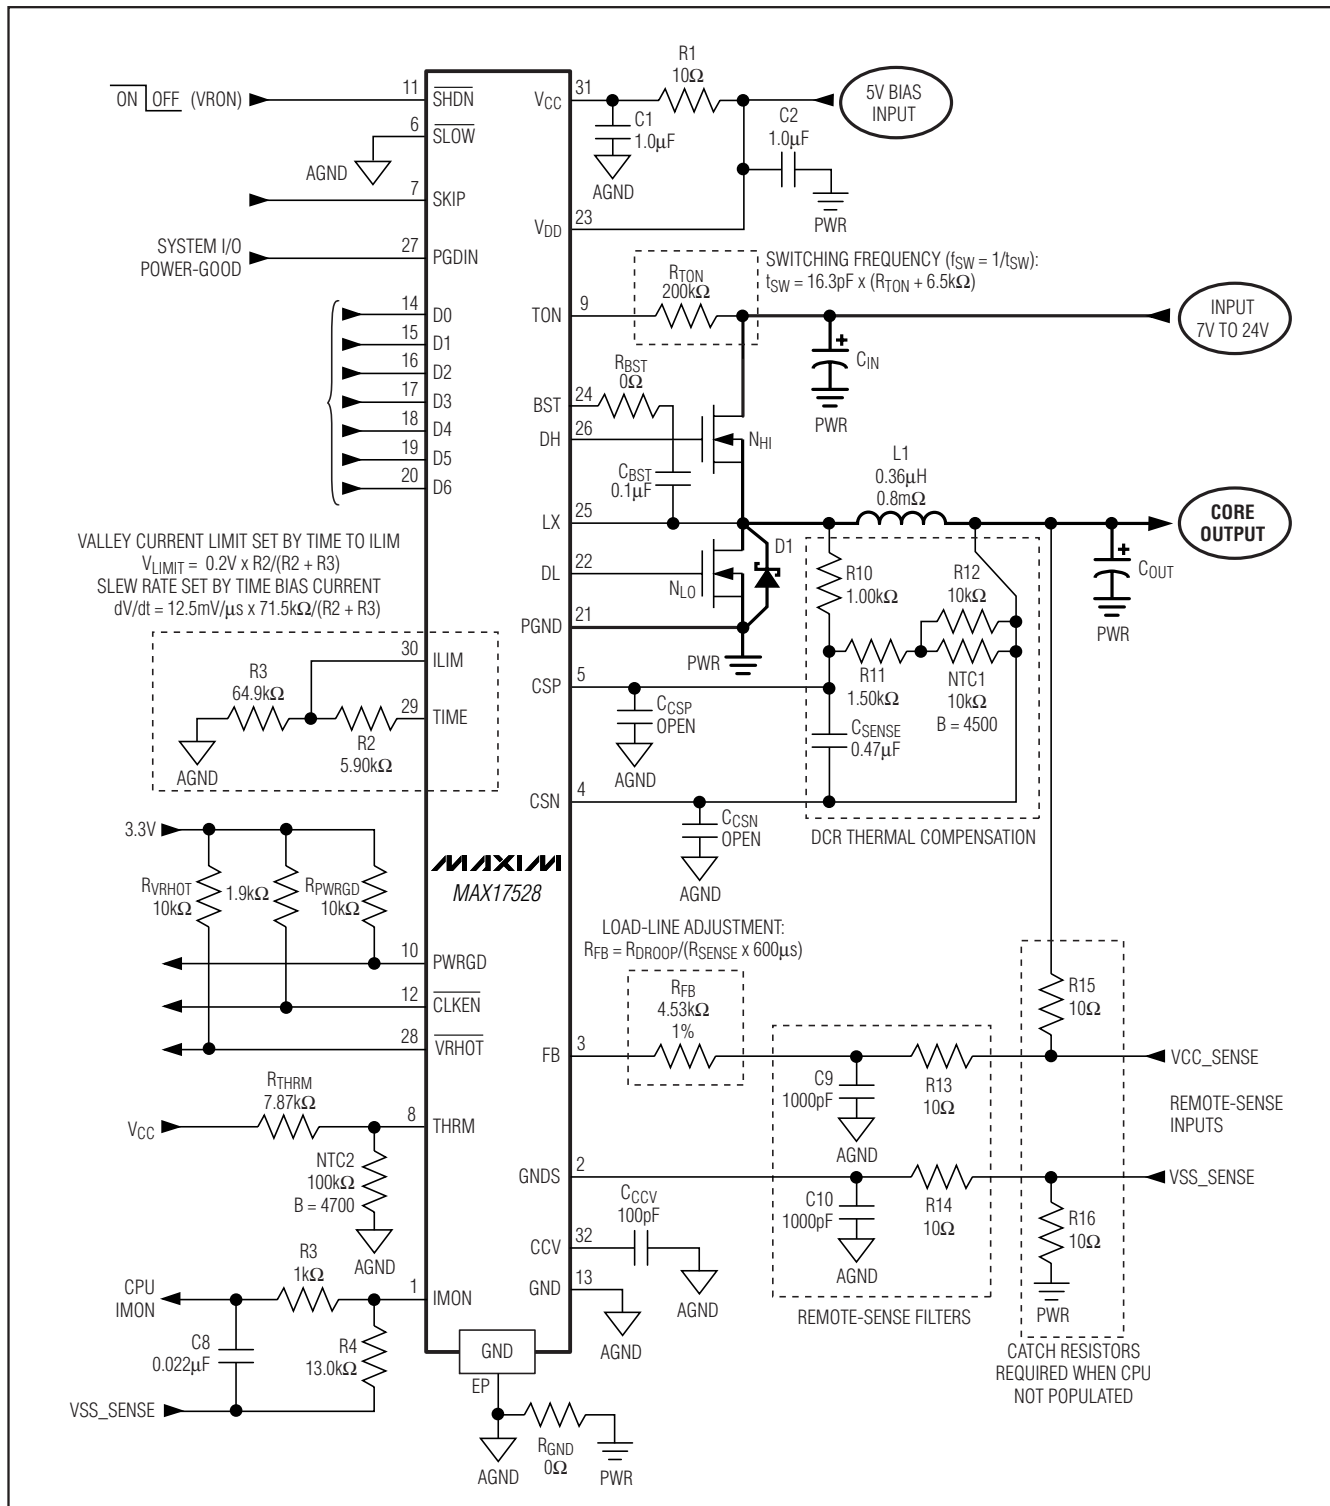 R1
10Ω
11
31
ON OFF (VRON)
SHDN
VCC
5V BIAS
INPUT
6
SLOW
C1
1.0µF
C2
1.0µF
AGND
AGND
7
SKIP
PWR
23
VDD
SYSTEM I/O
POWER-GOOD
27
PGDIN
SWITCHING FREQUENCY (fSW = 1/tSW):
tSW = 16.3pF x (RTON + 6.5kΩ)
RTON
200kΩ
14
D0
9
TON
INPUT
7V TO 24V
15
D1
16
D2
17
D3
18
D4
19
D5
20
D6
CIN
PWR
RBST
0Ω
24
BST
26
DH
NHI
CBST
0.1µF
L1
0.36µH
0.8mΩ
25
LX
CORE
OUTPUT
VALLEY CURRENT LIMIT SET BY TIME TO ILIM
VLIMIT = 0.2V x R2/(R2 + R3)
SLEW RATE SET BY TIME BIAS CURRENT
dV/dt = 12.5mV/µs x 71.5kΩ/(R2 + R3)
D1
22
DL
NLO
R10
1.00kΩ
R12
10kΩ
COUT
PWR
21
PGND
PWR
30
ILIM
R3
64.9kΩ
R11
1.50kΩ
NTC1
10kΩ
B = 4500
5
CSP
29
TIME
R2
5.90kΩ
AGND
CCSP
OPEN
AGND
CSENSE
0.47µF
4
CSN
3.3V
CCSN
OPEN
AGND
DCR THERMAL COMPENSATION
MAXIM
MAX17528
RVRHOT
10kΩ
1.9kΩ
RPWRGD
10kΩ
10
PWRGD
LOAD-LINE ADJUSTMENT:
RFB = RDROOP/(RSENSE x 600µs)
12
CLKEN
RFB
4.53kΩ
1%
R15
10Ω
28
VRHOT
3
FB
VCC_SENSE
C9
1000pF
AGND
R13
10Ω
RTHRM
7.87kΩ
REMOTE-SENSE
INPUTS
VCC
8
THRM
NTC2
100kΩ
B = 4700
AGND
2
GNDS
VSS_SENSE
C10
1000pF
AGND
R14
10Ω
R16
10Ω
PWR
CCCV
100pF
32
CCV
AGND
R3
1kΩ
CPU
IMON
1
IMON
13
GND
AGND
REMOTE-SENSE FILTERS
C8
0.022µF
R4
13.0kΩ
GND
CATCH RESISTORS
REQUIRED WHEN CPU
NOT POPULATED
EP
VSS_SENSE
AGND
RGND
0Ω
PWR